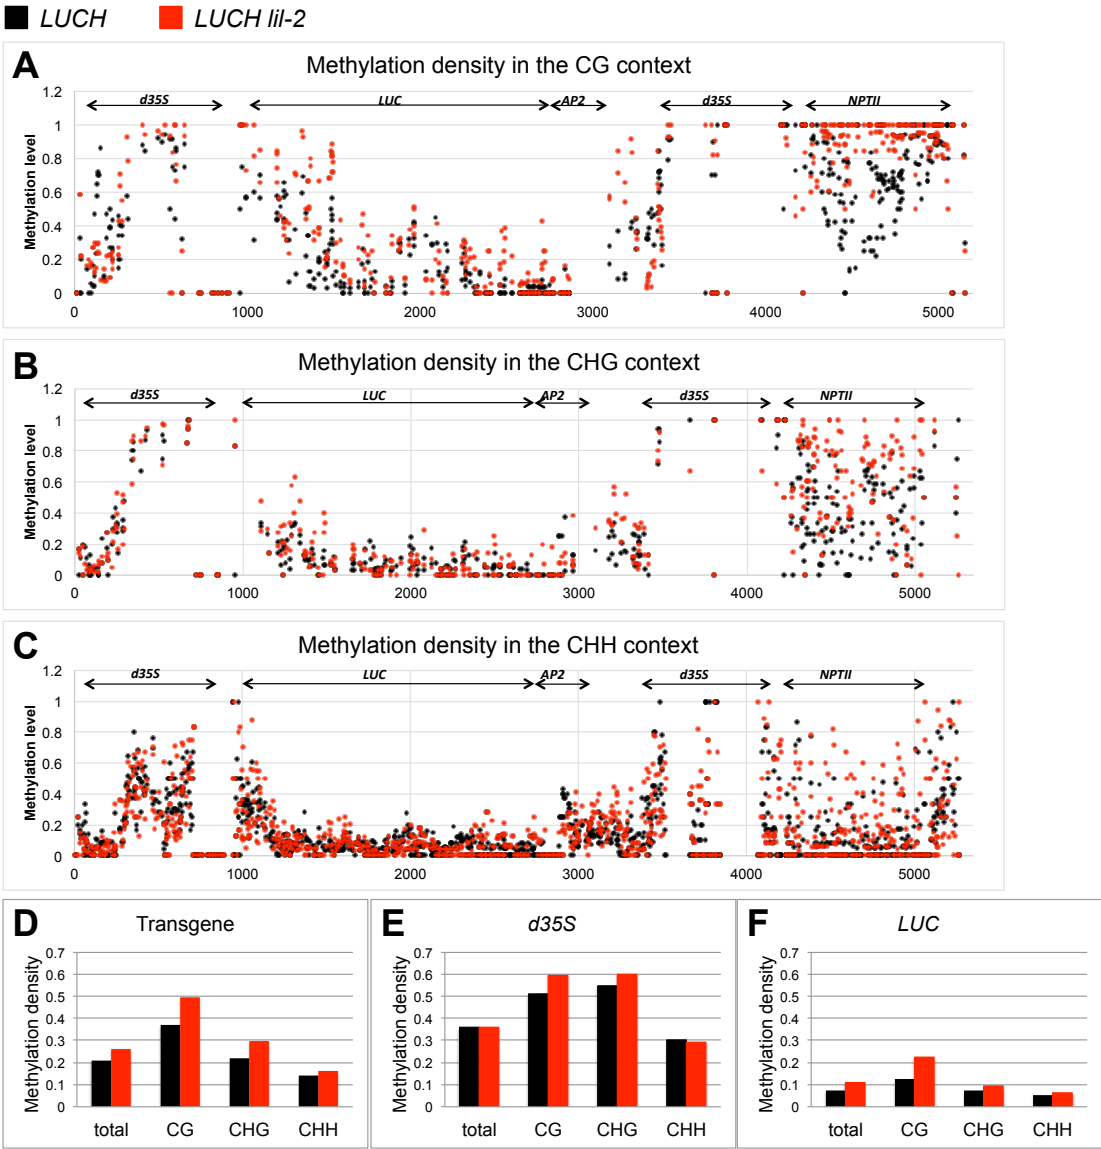 LUCH LUCH lil-2
A Methylation density in the CG context
d35S LUC AP2 d35S NPTII
Methylation level
1.2
1
0.8
0.6
0.4
0.2
0
0 1000 2000 3000 4000 5000
B Methylation density in the CHG context
d35S LUC AP2 d35S NPTII
Methylation level
1.2
1
0.8
0.6
0.4
0.2
0
0 1000 2000 3000 4000 5000
C Methylation density in the CHH context
d35S LUC AP2 d35S NPTII
Methylation level
1.2
1
0.8
0.6
0.4
0.2
0
0 1000 2000 3000 4000 5000
D Transgene
Methylation density
0.7
0.6
0.5
0.4
0.3
0.2
0.1
0
total CG CHG CHH
E d35S
Methylation density
0.7
0.6
0.5
0.4
0.3
0.2
0.1
0
total CG CHG CHH
F LUC
Methylation density
0.7
0.6
0.5
0.4
0.3
0.2
0.1
0
total CG CHG CHH